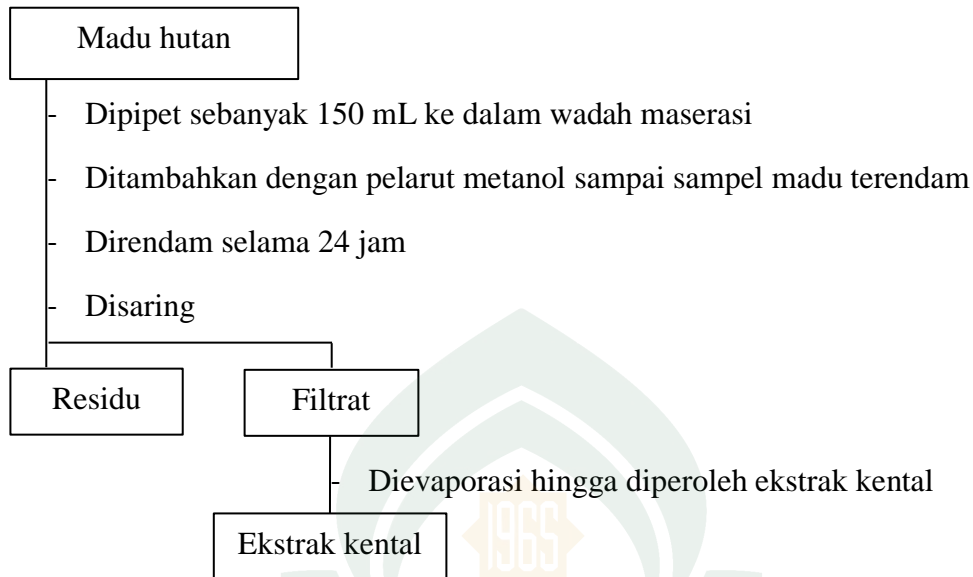 Madu hutan
- Dipipet sebanyak 150 mL ke dalam wadah maserasi
- Ditambahkan dengan pelarut metanol sampai sampel madu terendam
- Direndam selama 24 jam
- Disaring
Residu
Filtrat
- Dievaporasi hingga diperoleh ekstrak kental
Ekstrak kental
1965